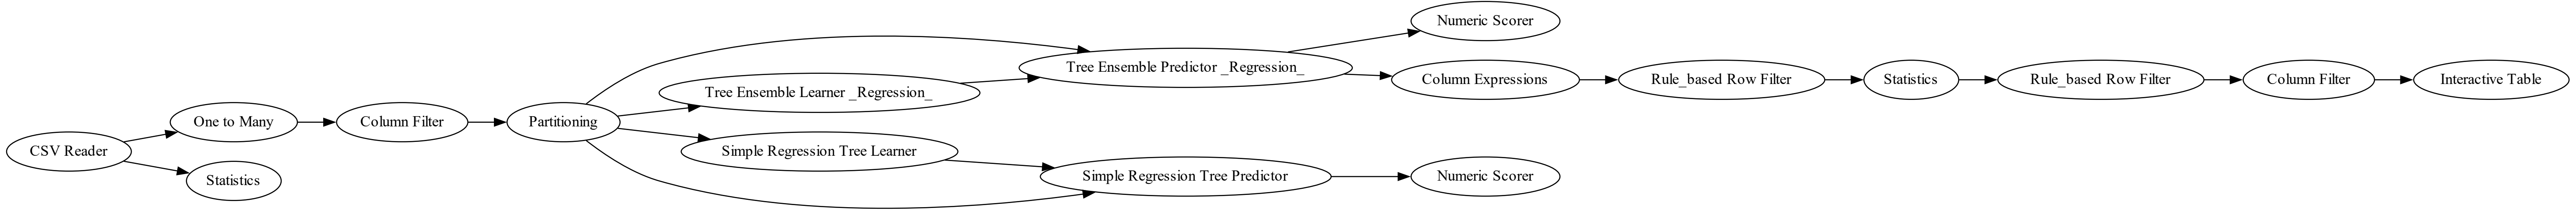 CSV Reader
One to Many
Statistics
Column Filter
Partitioning
Tree Ensemble Learner _Regression_
Simple Regression Tree Learner
Tree Ensemble Predictor _Regression_
Simple Regression Tree Predictor
Numeric Scorer
Column Expressions
Numeric Scorer
Rule_based Row Filter
Statistics
Rule_based Row Filter
Column Filter
Interactive Table